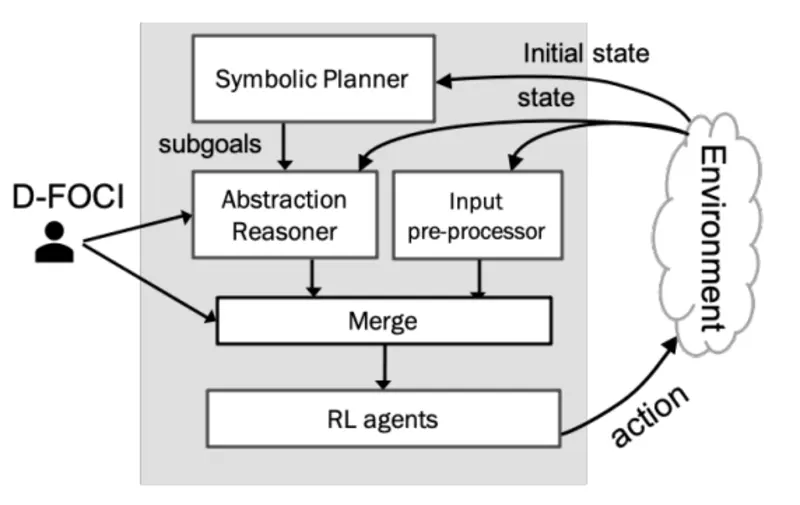 Initial state
Symbolic Planner
state
subgoals
D-FOCI
Abstraction
Reasoner
Input
pre-processor
Environment
Merge
RL agents
action